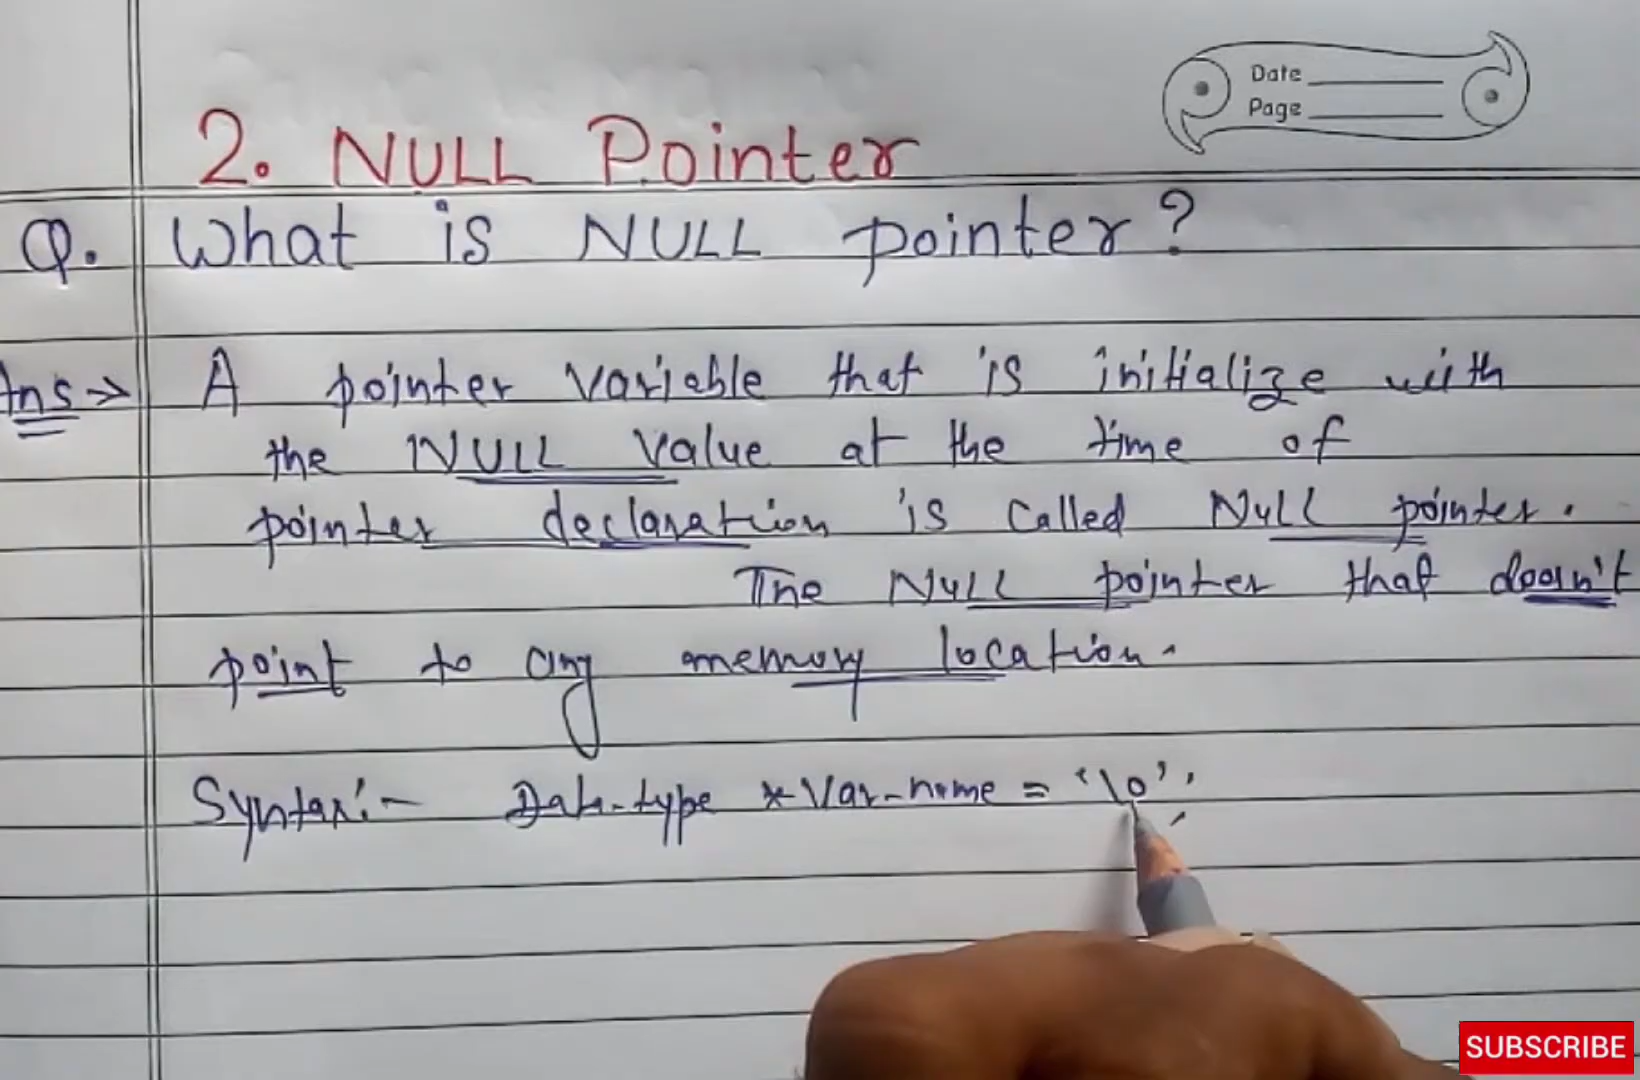 Date
Page
2. NULL Pointer
Q. What is NULL pointer?
Ans → A pointer variable that is initialize with
the NULL value at the time of
pointer declaration is called NULL pointer.
The NULL pointer that doesn't
point to any memory location.
Syntax:- Data-type *var-name = '\0';
SUBSCRIBE